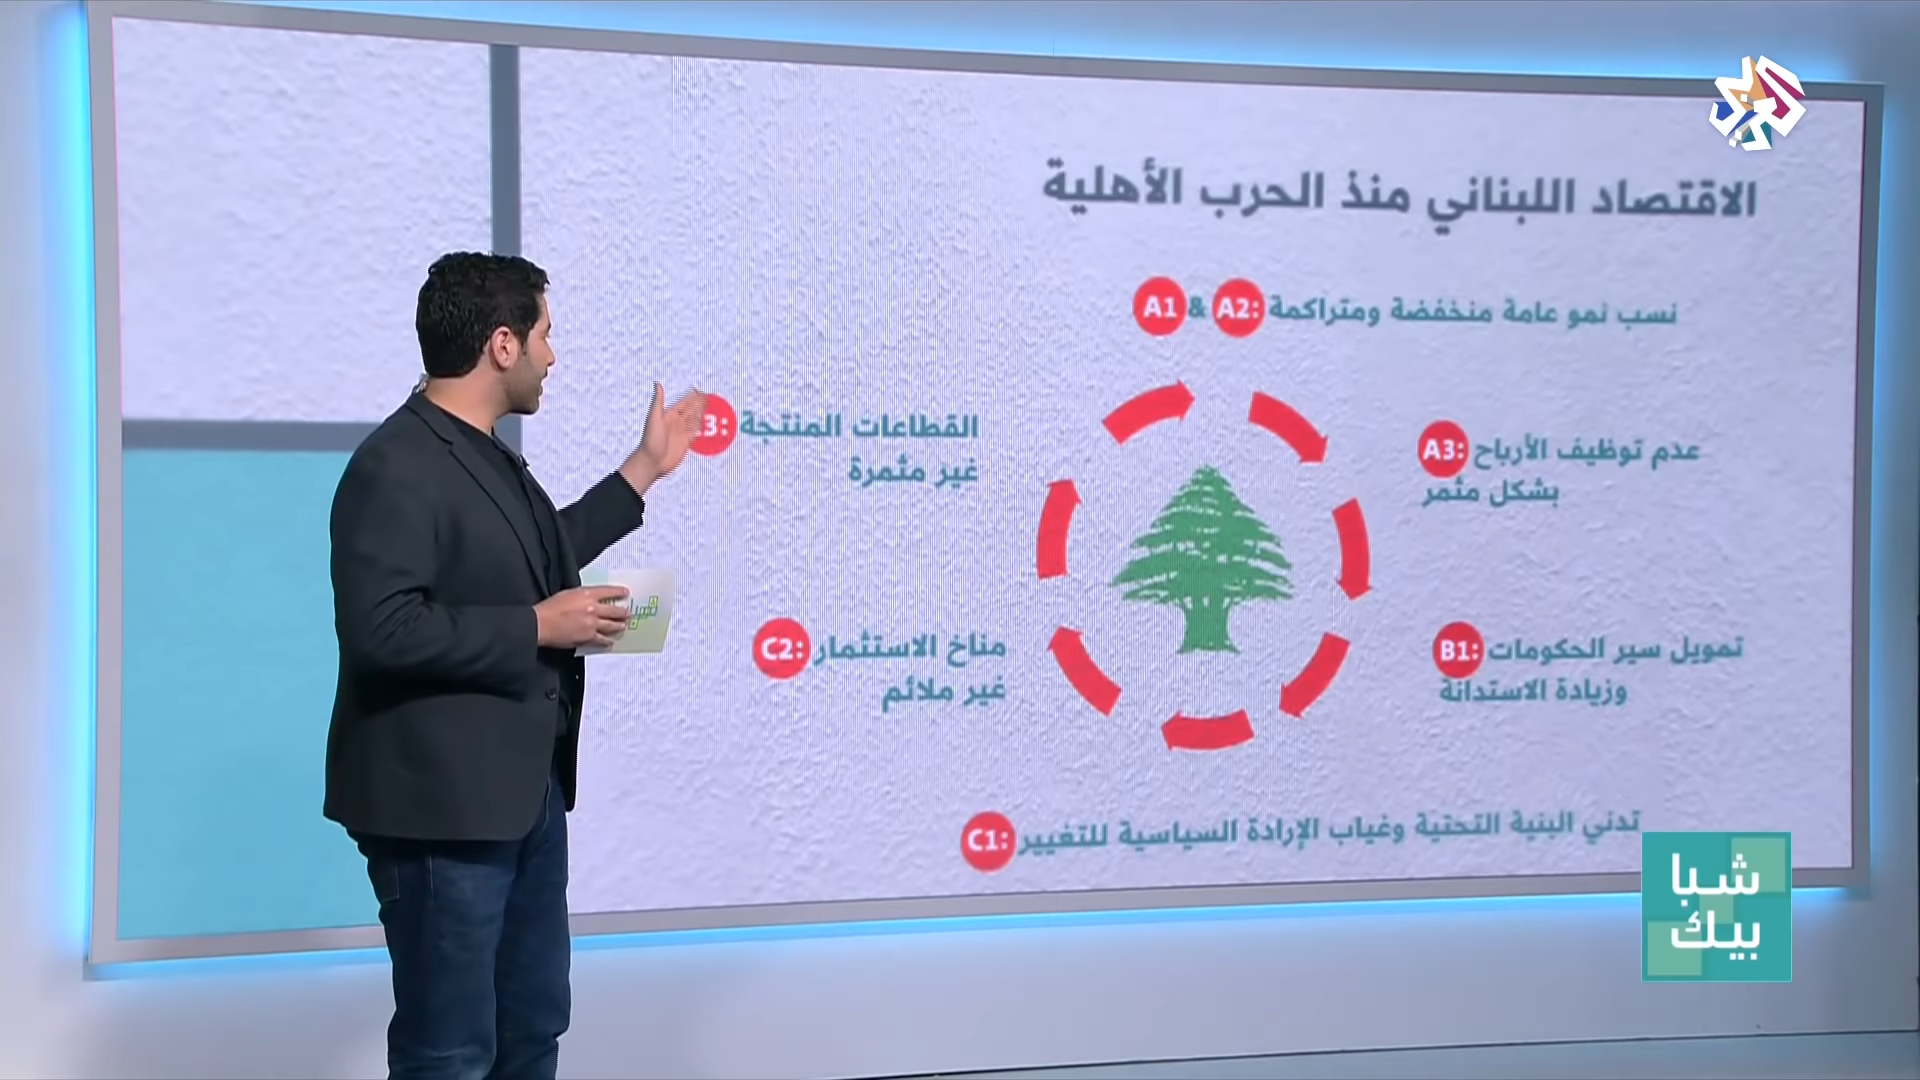 الاقتصاد اللبناني منذ الحرب الأهلية
A1 & A2: نسب نمو عامة منخفضة ومتراكمة
A3: عدم توظيف الأرباح
بشكل مثمر
B1: تمويل سير الحكومات
وزيادة الاستدانة
C1: تدني البنية التحتية وغياب الإرادة السياسية للتغيير
C2: مناخ الاستثمار
غير ملائم
3: القطاعات المنتجة
غير مثمرة
شبا
بيك